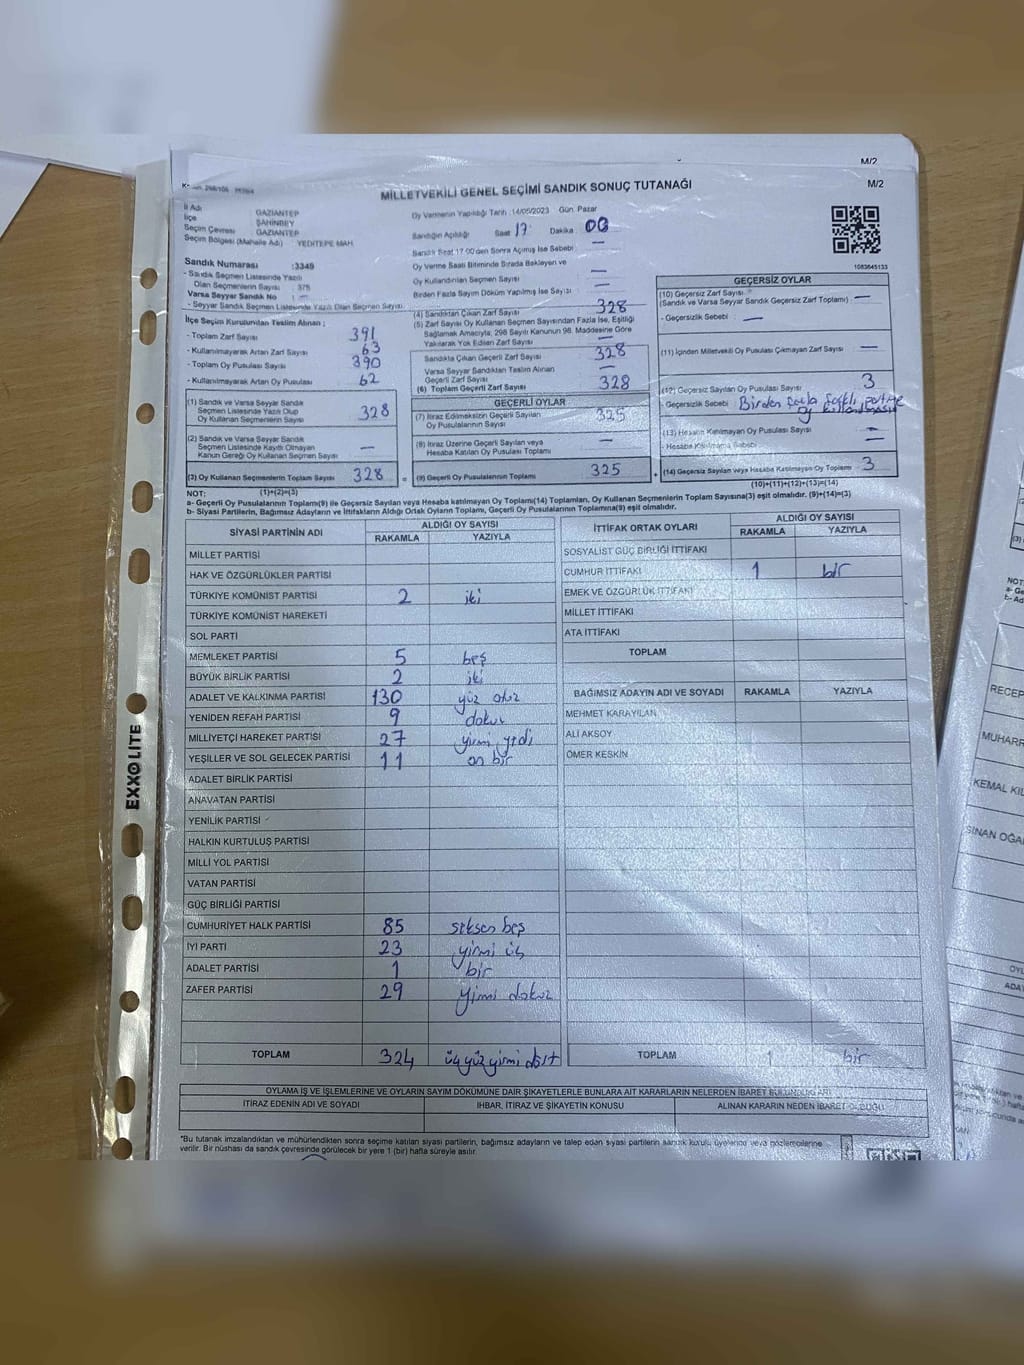 M/2
M/2
MİLLETVEKİLİ GENEL SEÇİMİ SANDIK SONUÇ TUTANAĞI
İl Adı GAZİANTEP
İlçe ŞAHİNBEY
Seçim Çevresi GAZİANTEP
Seçim Bölgesi (Mahalle Adı) YEDİTEPE MAH.
Oy Vermenin Yapıldığı Tarih :14/05/2023 Gün: Pazar
Sandığın Açıldığı Saat 17 Dakika 00
Sandık Saat 17:00'den Sonra Açılmış İse Sebebi: —
Oy Verme Saati Bitiminde Sırada Bekleyen ve
Oy Kullandırılan Seçmen Sayısı —
Birden Fazla Sayım Döküm Yapılmış İse Sayısı : —
1083645133
Sandık Numarası :3349
- Sandık Seçmen Listesinde Yazılı
Olan Seçmenlerin Sayısı : 375
Varsa Seyyar Sandık No : —
- Seyyar Sandık Seçmen Listesinde Yazılı Olan Seçmen Sayısı:
İlçe Seçim Kurulundan Teslim Alınan ;
- Toplam Zarf Sayısı 391
- Kullanılmayarak Artan Zarf Sayısı 63
- Toplam Oy Pusulası Sayısı 390
- Kullanılmayarak Artan Oy Pusulası 62
(1) Sandık ve Varsa Seyyar Sandık
Seçmen Listesinde Yazılı Olup
Oy Kullanan Seçmenlerin Sayısı 328
(2) Sandık ve Varsa Seyyar Sandık
Seçmen Listesinde Kayıtlı Olmayan
Kanun Gereği Oy Kullanan Seçmen Sayısı —
(3) Oy Kullanan Seçmenlerin Toplam Sayısı 328
(1)+(2)=(3)
(4) Sandıktan Çıkan Zarf Sayısı 328
(5) Zarf Sayısı Oy Kullanan Seçmen Sayısından Fazla İse, Eşitliği
Sağlamak Amacıyla, 298 Sayılı Kanunun 98. Maddesine Göre
Yakılarak Yok Edilen Zarf Sayısı —
Sandıkta Çıkan Geçerli Zarf Sayısı 328
Varsa Seyyar Sandıktan Teslim Alınan
Geçerli Zarf Sayısı —
(6) Toplam Geçerli Zarf Sayısı 328
GEÇERLİ OYLAR
(7) İtiraz Edilmeksizin Geçerli Sayılan
Oy Pusulasının Sayısı 325
(8) İtiraz Üzerine Geçerli Sayılan veya
Hesaba Katılan Oy Pusulası Toplamı —
(9) Geçerli Oy Pusulalarının Toplamı 325
GEÇERSİZ OYLAR
(10) Geçersiz Zarf Sayısı
(Sandık ve Varsa Seyyar Sandık Geçersiz Zarf Toplamı) —
- Geçersizlik Sebebi : —
(11) İçinden Milletvekili Oy Pusulası Çıkmayan Zarf Sayısı —
(12) Geçersiz Sayılan Oy Pusulası Sayısı 3
- Geçersizlik Sebebi : Birden fazla farklı partiye
oy kullanılması
(13) Hesaba Katılmayan Oy Pusulası Sayısı —
- Hesaba Katılmama Sebebi —
(14) Geçersiz Sayılan veya Hesaba Katılmayan Oy Toplamı 3
(10)+(11)+(12)+(13)=(14)
NOT:
a- Geçerli Oy Pusulalarının Toplamı(9) ile Geçersiz Sayılan veya Hesaba katılmayan Oy Toplam(14) Toplamları, Oy Kullanan Seçmenlerin Toplam Sayısına(3) eşit olmalıdır. (9)+(14)=(3)
b- Siyasi Partilerin, Bağımsız Adayların ve İttifakların Aldığı Ortak Oyların Toplamı, Geçerli Oy Pusulalarının Toplamına(9) eşit olmalıdır.
SİYASİ PARTİNİN ADI ALDIĞI OY SAYISI
RAKAMLA YAZIYLA
MİLLET PARTİSİ
HAK VE ÖZGÜRLÜKLER PARTİSİ
TÜRKİYE KOMÜNİST PARTİSİ 2 iki
TÜRKİYE KOMÜNİST HAREKETİ
SOL PARTİ
MEMLEKET PARTİSİ 5 beş
BÜYÜK BİRLİK PARTİSİ 2 iki
ADALET VE KALKINMA PARTİSİ 130 yüz otuz
YENİDEN REFAH PARTİSİ 9 dokuz
MİLLİYETÇİ HAREKET PARTİSİ 27 yirmi yedi
YEŞİLLER VE SOL GELECEK PARTİSİ 11 on bir
ADALET BİRLİK PARTİSİ
ANAVATAN PARTİSİ
YENİLİK PARTİSİ
HALKIN KURTULUŞ PARTİSİ
MİLLİ YOL PARTİSİ
VATAN PARTİSİ
GÜÇ BİRLİĞİ PARTİSİ
CUMHURİYET HALK PARTİSİ 85 seksen beş
İYİ PARTİ 23 yirmi üç
ADALET PARTİSİ 1 bir
ZAFER PARTİSİ 29 yirmi dokuz
TOPLAM 324 üç yüz yirmi dört
İTTİFAK ORTAK OYLARI ALDIĞI OY SAYISI
RAKAMLA YAZIYLA
SOSYALİST GÜÇ BİRLİĞİ İTTİFAKI
CUMHUR İTTİFAKI 1 bir
EMEK VE ÖZGÜRLÜK İTTİFAKI
MİLLET İTTİFAKI
ATA İTTİFAKI
TOPLAM
BAĞIMSIZ ADAYIN ADI VE SOYADI RAKAMLA YAZIYLA
MEHMET KARAYILAN
ALİ AKSOY
ÖMER KESKİN
TOPLAM 1 bir
OYLAMA İŞ VE İŞLEMLERİNE VE OYLARIN SAYIM DÖKÜMÜNE DAİR ŞİKAYETLERLE BUNLARA AİT KARARLARIN NELERDEN İBARET BULUNDUKLARI
İTİRAZ EDENİN ADI VE SOYADI İHBAR, İTİRAZ VE ŞİKAYETİN KONUSU ALINAN KARARIN NEDEN İBARET OLDUĞU
*Bu tutanak imzalandıktan ve mühürlendikten sonra seçime katılan siyasi partilerin, bağımsız adayların ve talep eden siyasi partilerin sandık kurulu üyelerine veya gözlemcilerine
verilir. Bir nüshası da sandık çevresinde görülecek bir yere 1 (bir) hafta süreyle asılır.
EXXO LITE
RECEP
MUHARR
KEMAL KIL
SİNAN OĞA